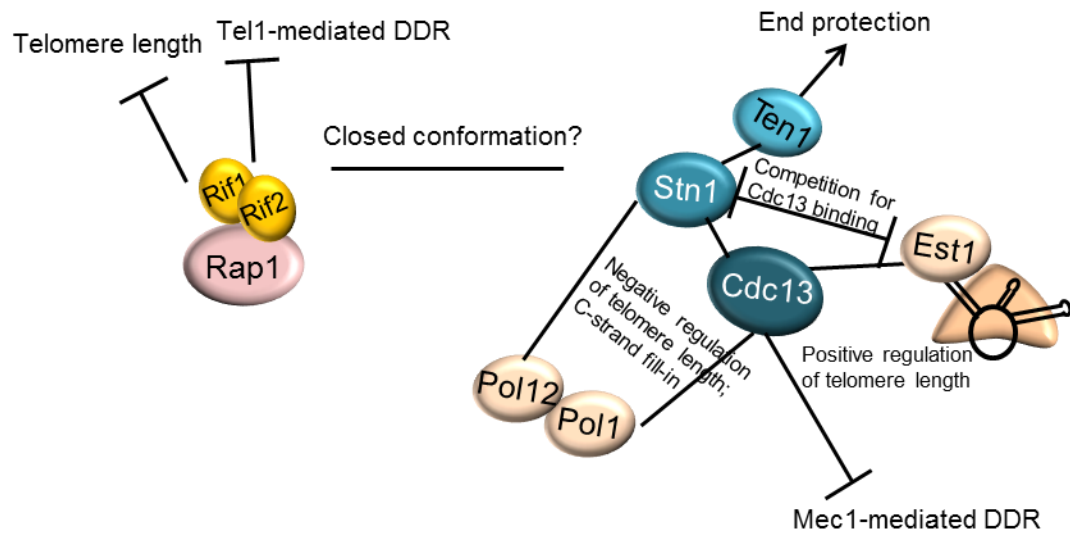 Telomere length
Tel1-mediated DDR
End protection
Closed conformation?
Rif1
Rif2
Rap1
Ten1
Stn1
Competition for
Cdc13 binding
Est1
Cdc13
Negative regulation
of telomere length;
C-strand fill-in
Positive regulation
of telomere length
Pol12
Pol1
Mec1-mediated DDR